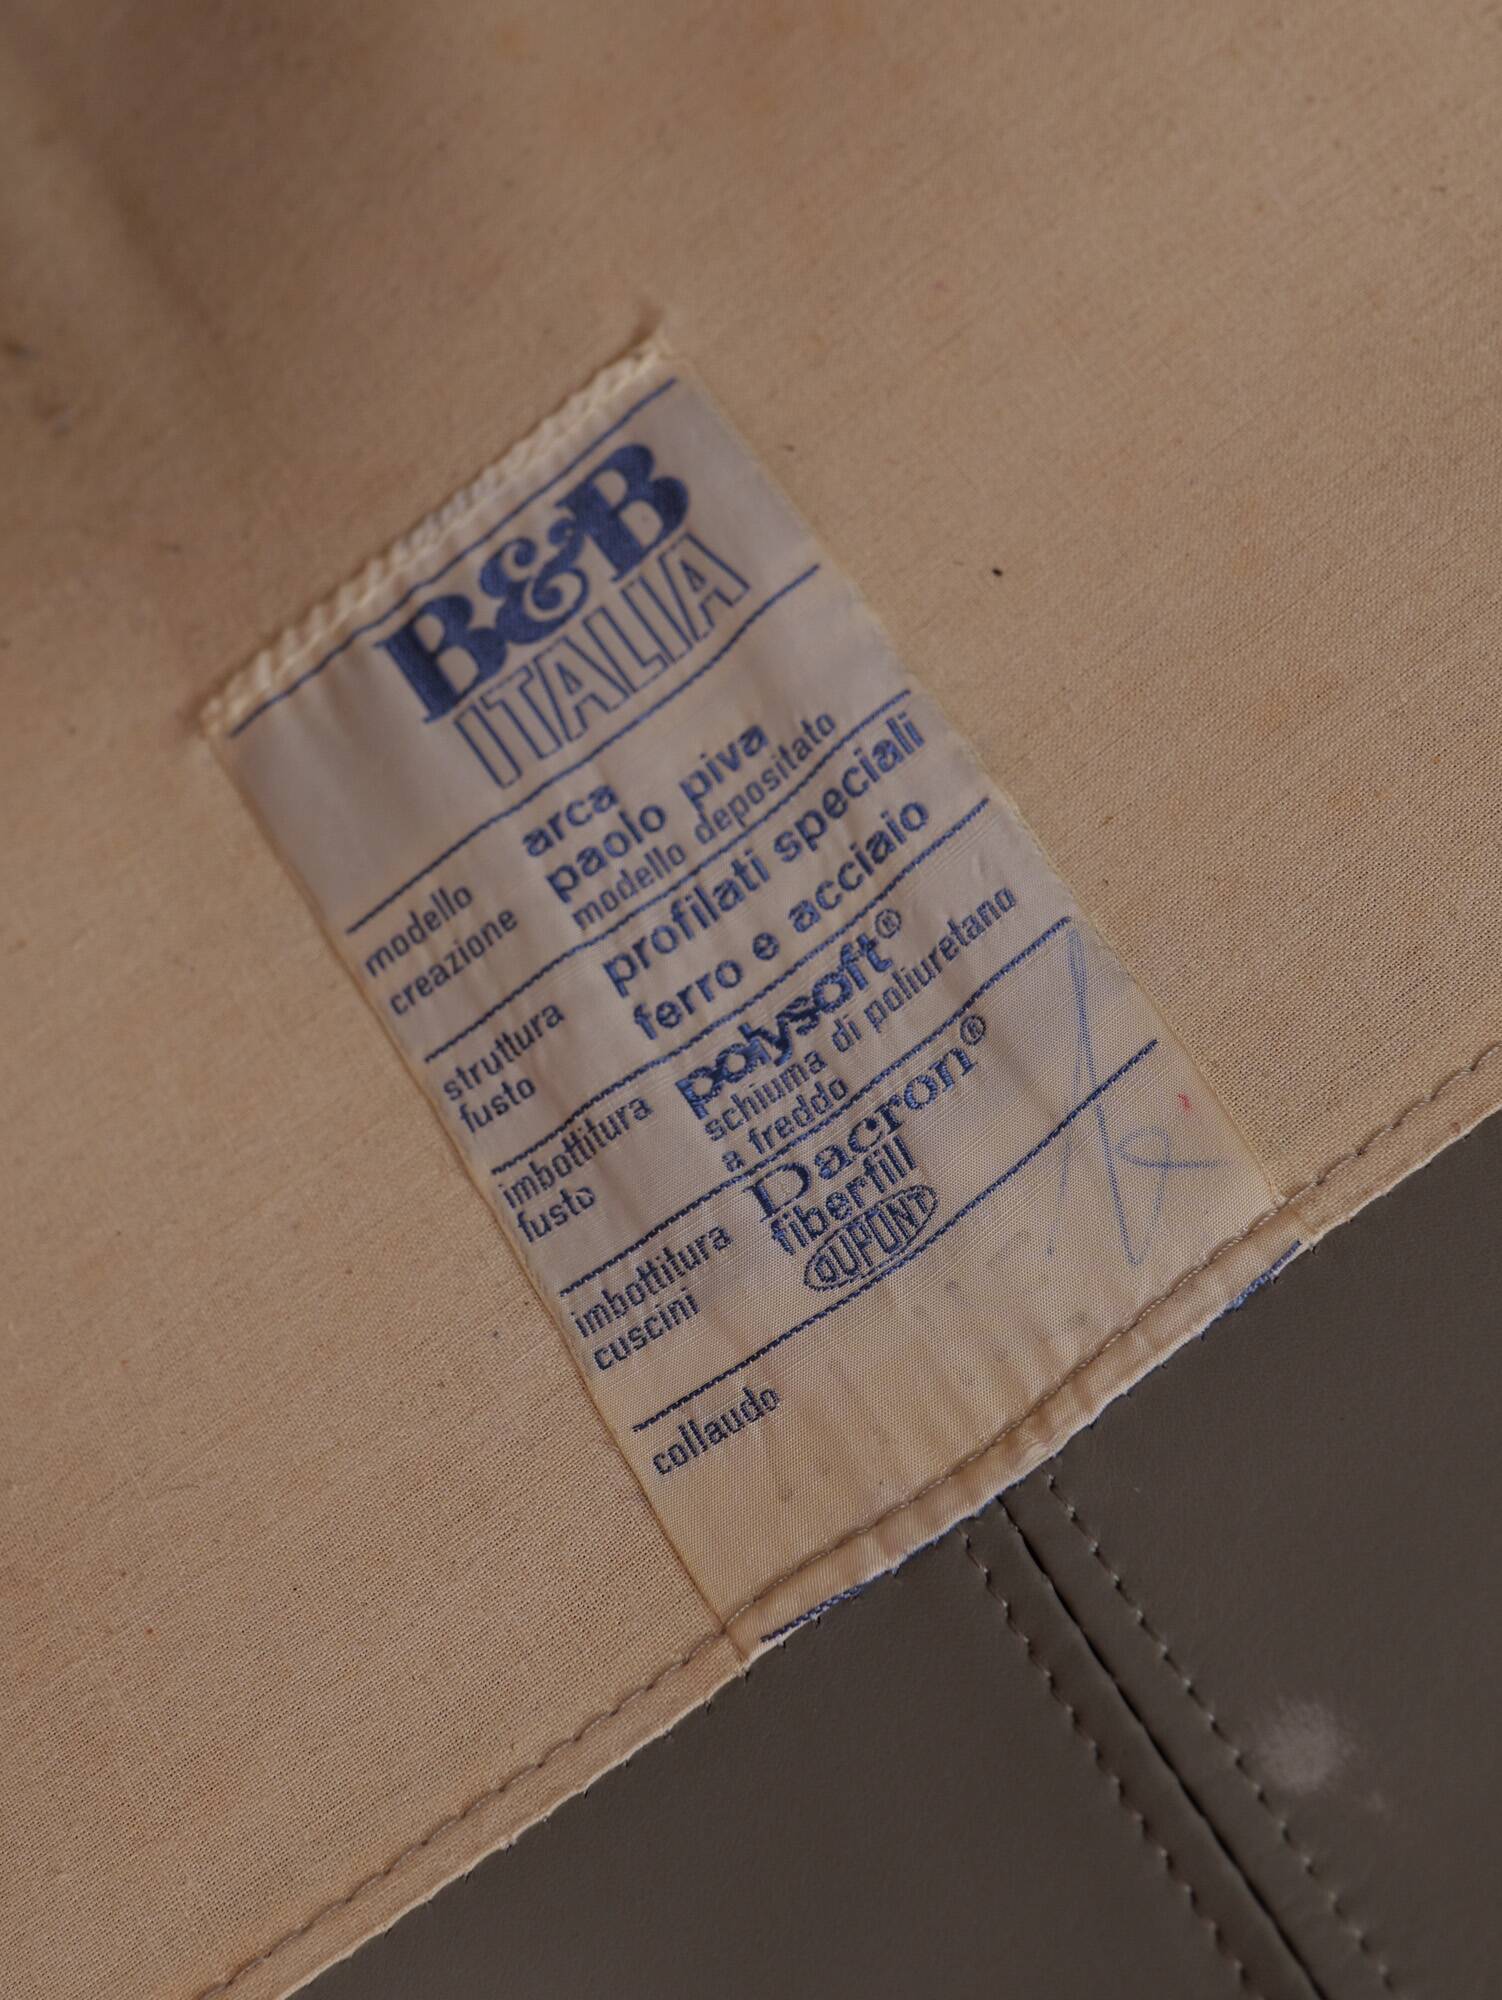 B&B
ITALIA
modello arca
creazione paolo piva
modello depositato
struttura profilati speciali
fusto ferro e acciaio
imbottitura polysoft®
fusto schiuma di poliuretano
a freddo
imbottitura Dacron®
cuscini fiberfill
DUPONT
collaudo